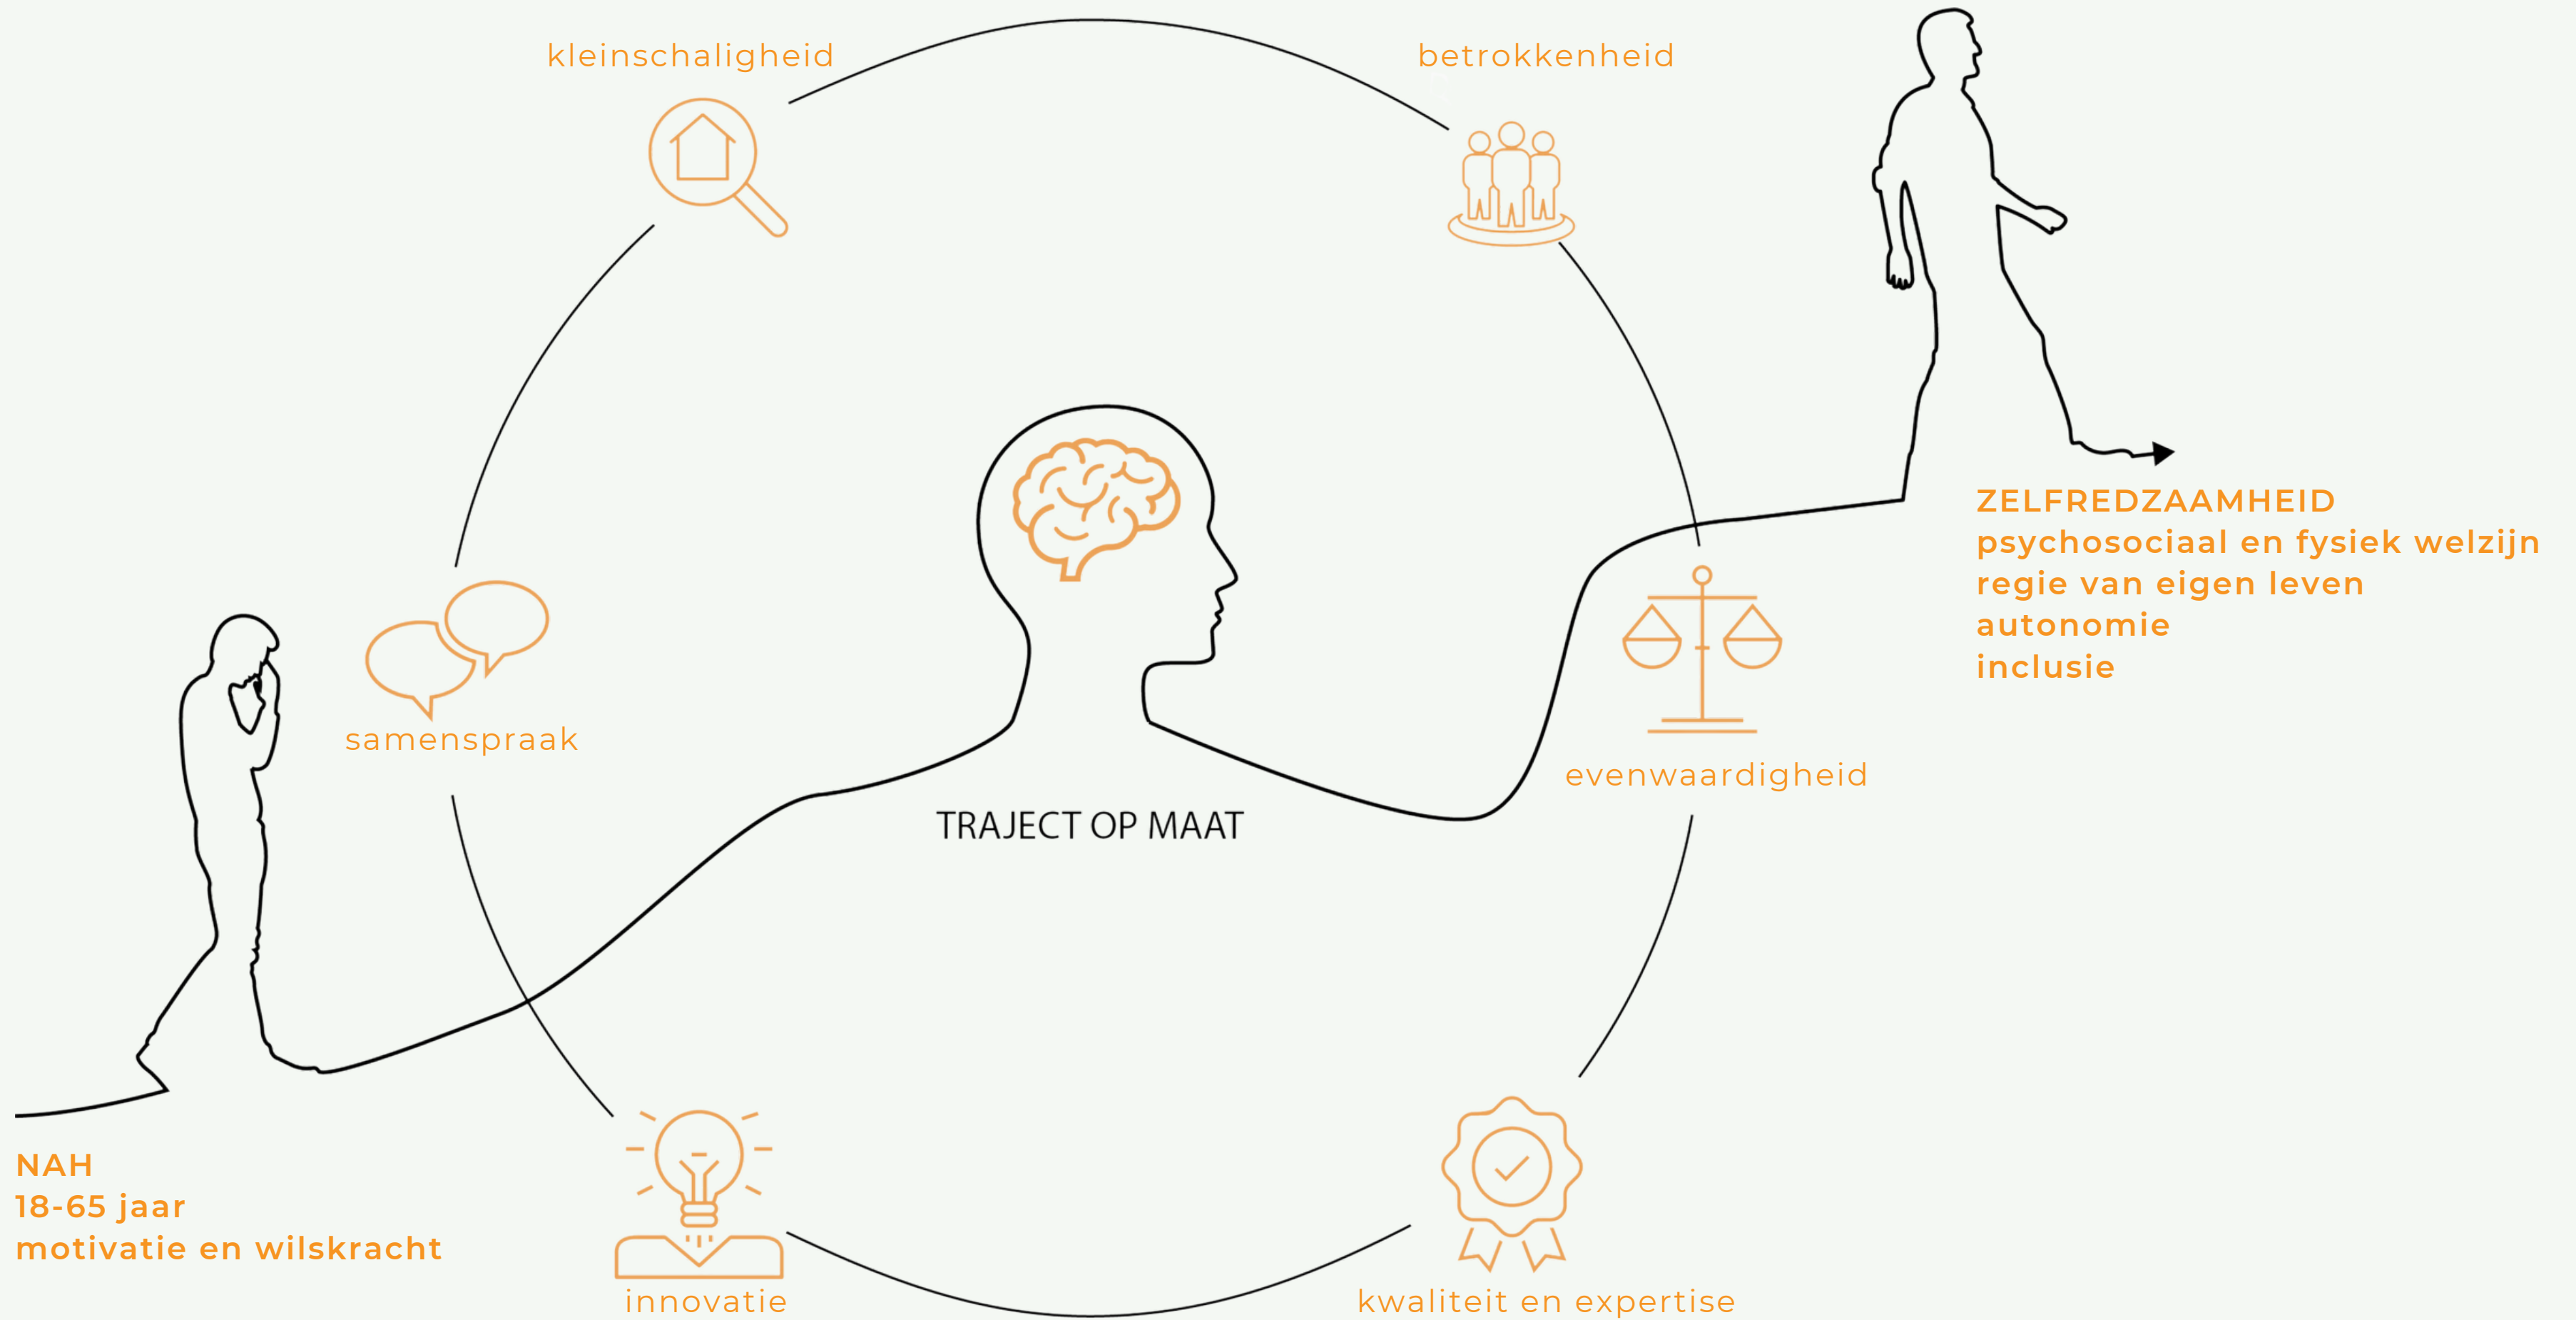 kleinschaligheid
betrokkenheid
ZELFREDZAAMHEID
psychosociaal en fysiek welzijn
regie van eigen leven
autonomie
inclusie
samenspraak
evenwaardigheid
TRAJECT OP MAAT
NAH
18-65 jaar
motivatie en wilskracht
innovatie
kwaliteit en expertise